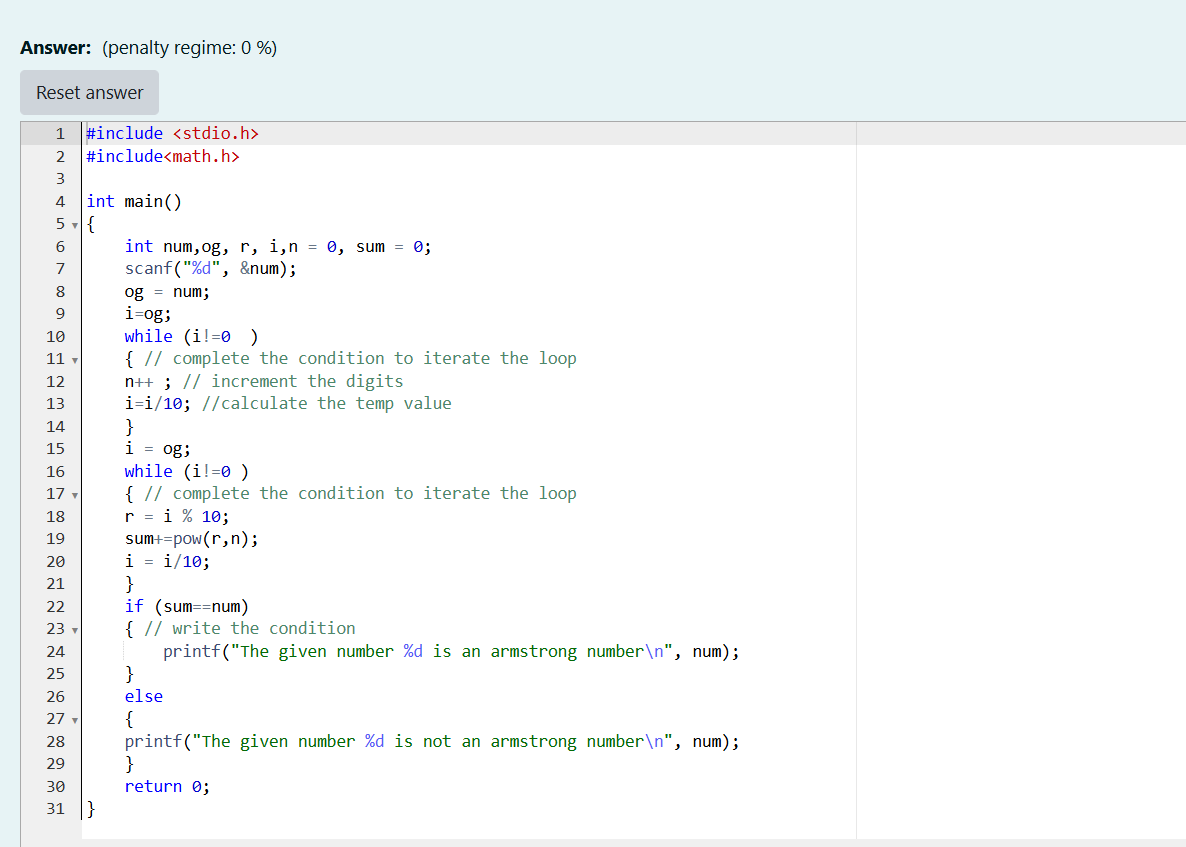 Answer: (penalty regime: 0 %)
Reset answer
1 #include <stdio.h>
2 #include<math.h>
3
4 int main()
5 {
6     int num,og, r, i,n = 0, sum = 0;
7     scanf("%d", &num);
8     og = num;
9     i=og;
10     while (i!=0  )
11     { // complete the condition to iterate the loop
12     n++ ; // increment the digits
13     i=i/10; //calculate the temp value
14     }
15     i = og;
16     while (i!=0 )
17     { // complete the condition to iterate the loop
18     r = i % 10;
19     sum+=pow(r,n);
20     i = i/10;
21     }
22     if (sum==num)
23     { // write the condition
24         printf("The given number %d is an armstrong number\n", num);
25     }
26     else
27     {
28     printf("The given number %d is not an armstrong number\n", num);
29     }
30     return 0;
31 }